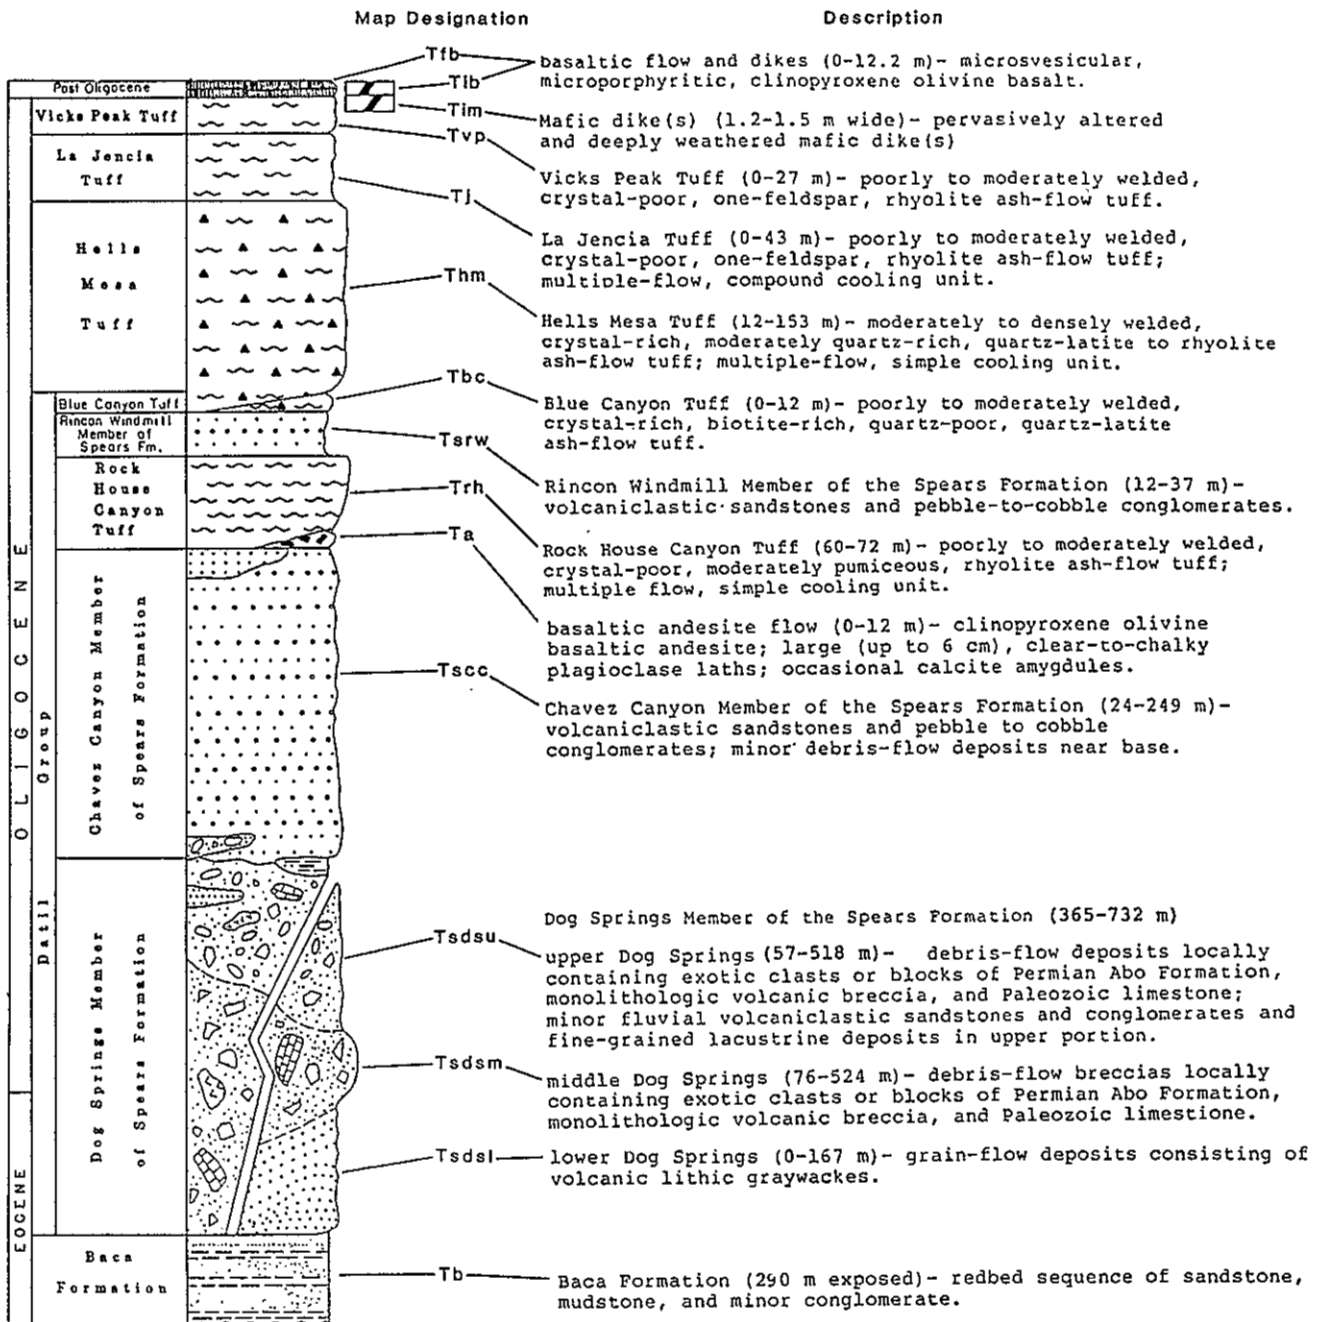 Map Designation
Description
Tfb
Tib
basaltic flow and dikes (0-12.2 m)- microsvesicular,
microporphyritic, clinopyroxene olivine basalt.
Tim
Mafic dike(s) (1.2-1.5 m wide)- pervasively altered
and deeply weathered mafic dike(s)
Tvp
Vicks Peak Tuff (0-27 m)- poorly to moderately welded,
crystal-poor, one-feldspar, rhyolite ash-flow tuff.
Tj
La Jencia Tuff (0-43 m)- poorly to moderately welded,
crystal-poor, one-feldspar, rhyolite ash-flow tuff;
multiple-flow, compound cooling unit.
Thm
Hells Mesa Tuff (12-153 m)- moderately to densely welded,
crystal-rich, moderately quartz-rich, quartz-latite to rhyolite
ash-flow tuff; multiple-flow, simple cooling unit.
Tbc
Blue Canyon Tuff (0-12 m)- poorly to moderately welded,
crystal-rich, biotite-rich, quartz-poor, quartz-latite
ash-flow tuff.
Tsrw
Rincon Windmill Member of the Spears Formation (12-37 m)-
volcaniclastic sandstones and pebble-to-cobble conglomerates.
Trh
Rock House Canyon Tuff (60-72 m)- poorly to moderately welded,
crystal-poor, moderately pumiceous, rhyolite ash-flow tuff;
multiple flow, simple cooling unit.
Ta
basaltic andesite flow (0-12 m)- clinopyroxene olivine
basaltic andesite; large (up to 6 cm), clear-to-chalky
plagioclase laths; occasional calcite amygdules.
Tscc
Chavez Canyon Member of the Spears Formation (24-249 m)-
volcaniclastic sandstones and pebble to cobble
conglomerates; minor debris-flow deposits near base.
Dog Springs Member of the Spears Formation (365-732 m)
Tsdsu
upper Dog Springs (57-518 m)- debris-flow deposits locally
containing exotic clasts or blocks of Permian Abo Formation,
monolithologic volcanic breccia, and Paleozoic limestone;
minor fluvial volcaniclastic sandstones and conglomerates and
fine-grained lacustrine deposits in upper portion.
Tsdsm
middle Dog Springs (76-524 m)- debris-flow breccias locally
containing exotic clasts or blocks of Permian Abo Formation,
monolithologic volcanic breccia, and Paleozoic limestione.
Tsdsl
lower Dog Springs (0-167 m)- grain-flow deposits consisting of
volcanic lithic graywackes.
Tb
Baca Formation (290 m exposed)- redbed sequence of sandstone,
mudstone, and minor conglomerate.
Post Oligocene
Vicks Peak Tuff
La Jencia
Tuff
Hells
Mesa
Tuff
Blue Canyon Tuff
Rincon Windmill
Member of
Spears Fm.
Rock
House
Canyon
Tuff
Chavez Canyon Member
of Spears Formation
Dog Springs Member
of Spears Formation
Baca
Formation
Datil Group
OLIGOCENE
EOCENE